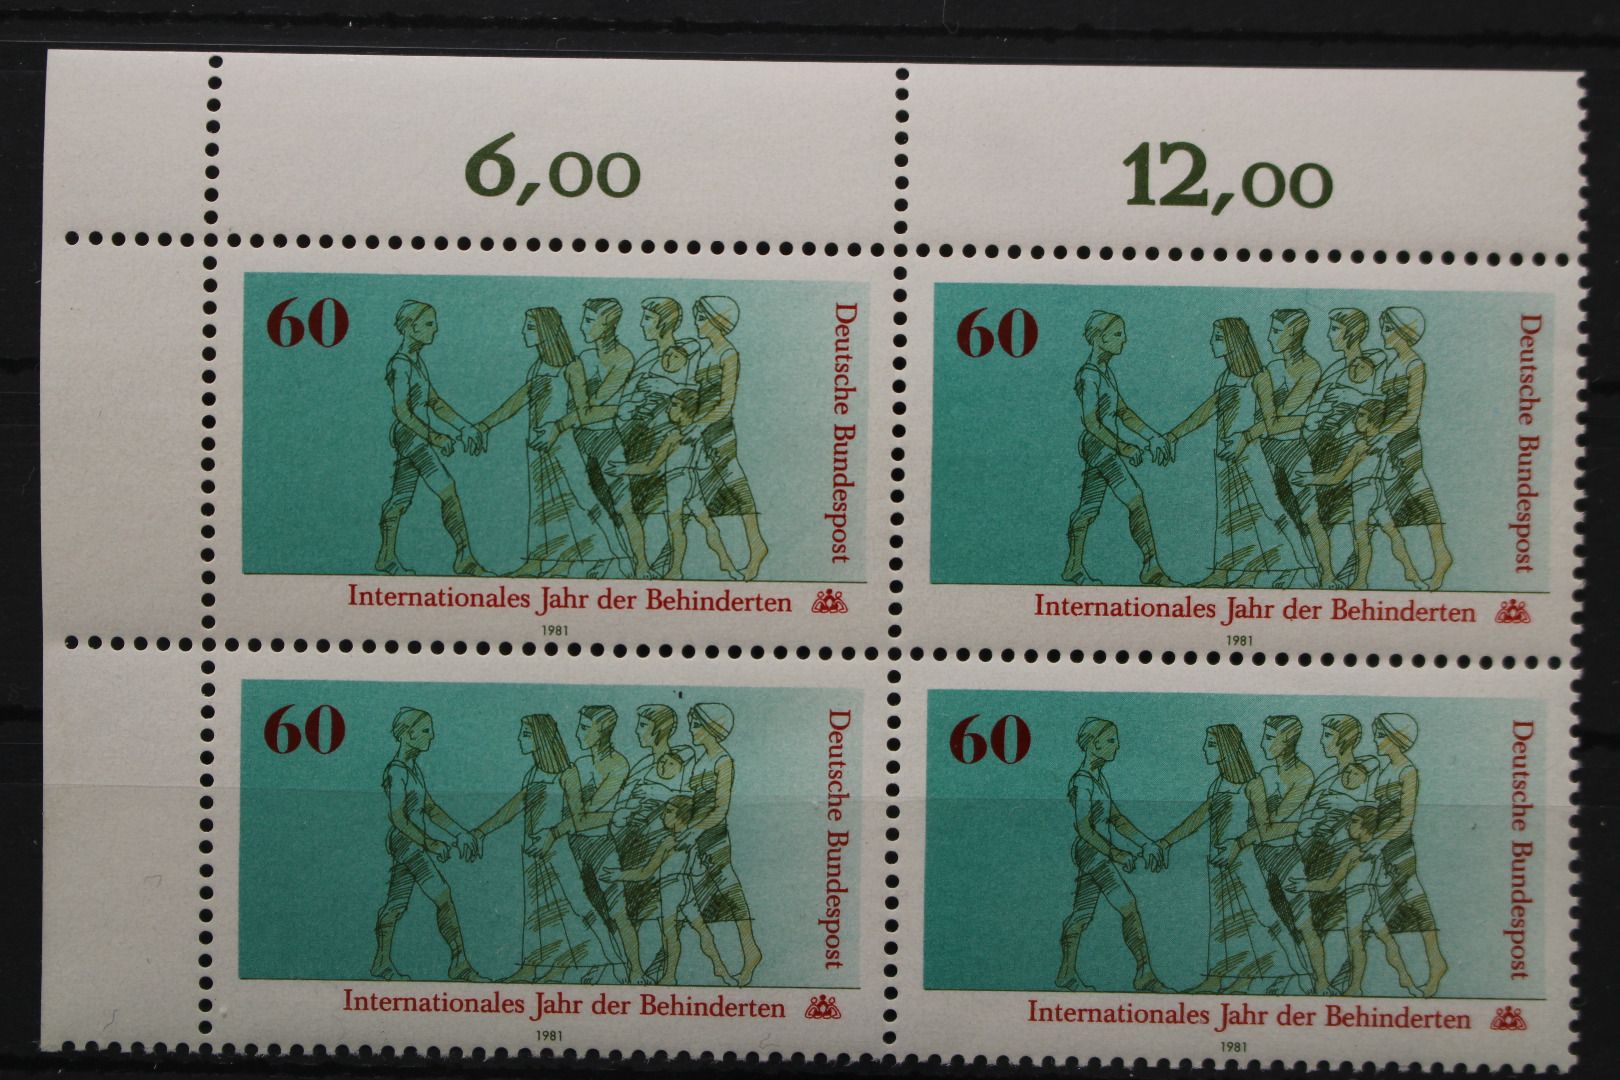 6,00
12,00
60
Deutsche Bundespost
Internationales Jahr der Behinderten
1981
60
Deutsche Bundespost
Internationales Jahr der Behinderten
1981
60
Deutsche Bundespost
Internationales Jahr der Behinderten
1981
60
Deutsche Bundespost
Internationales Jahr der Behinderten
1981